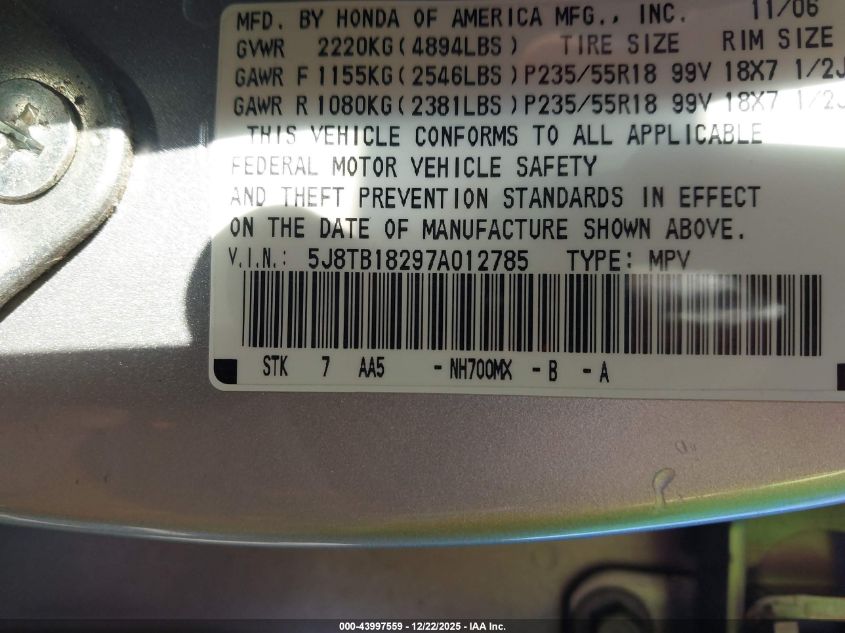 MFD. BY HONDA OF AMERICA MFG., INC. 11/06
GVWR 2220KG(4894LBS) TIRE SIZE RIM SIZE
GAWR F 1155KG(2546LBS) P235/55R18 99V 18X7 1/2J
GAWR R 1080KG(2381LBS) P235/55R18 99V 18X7 1/2J
THIS VEHICLE CONFORMS TO ALL APPLICABLE
FEDERAL MOTOR VEHICLE SAFETY
AND THEFT PREVENTION STANDARDS IN EFFECT
ON THE DATE OF MANUFACTURE SHOWN ABOVE.
V.I.N.: 5J8TB18297A012785 TYPE: MPV
STK 7 AA5 - NH700MX - B - A
000-43997559 - 12/22/2025 - IAA Inc.